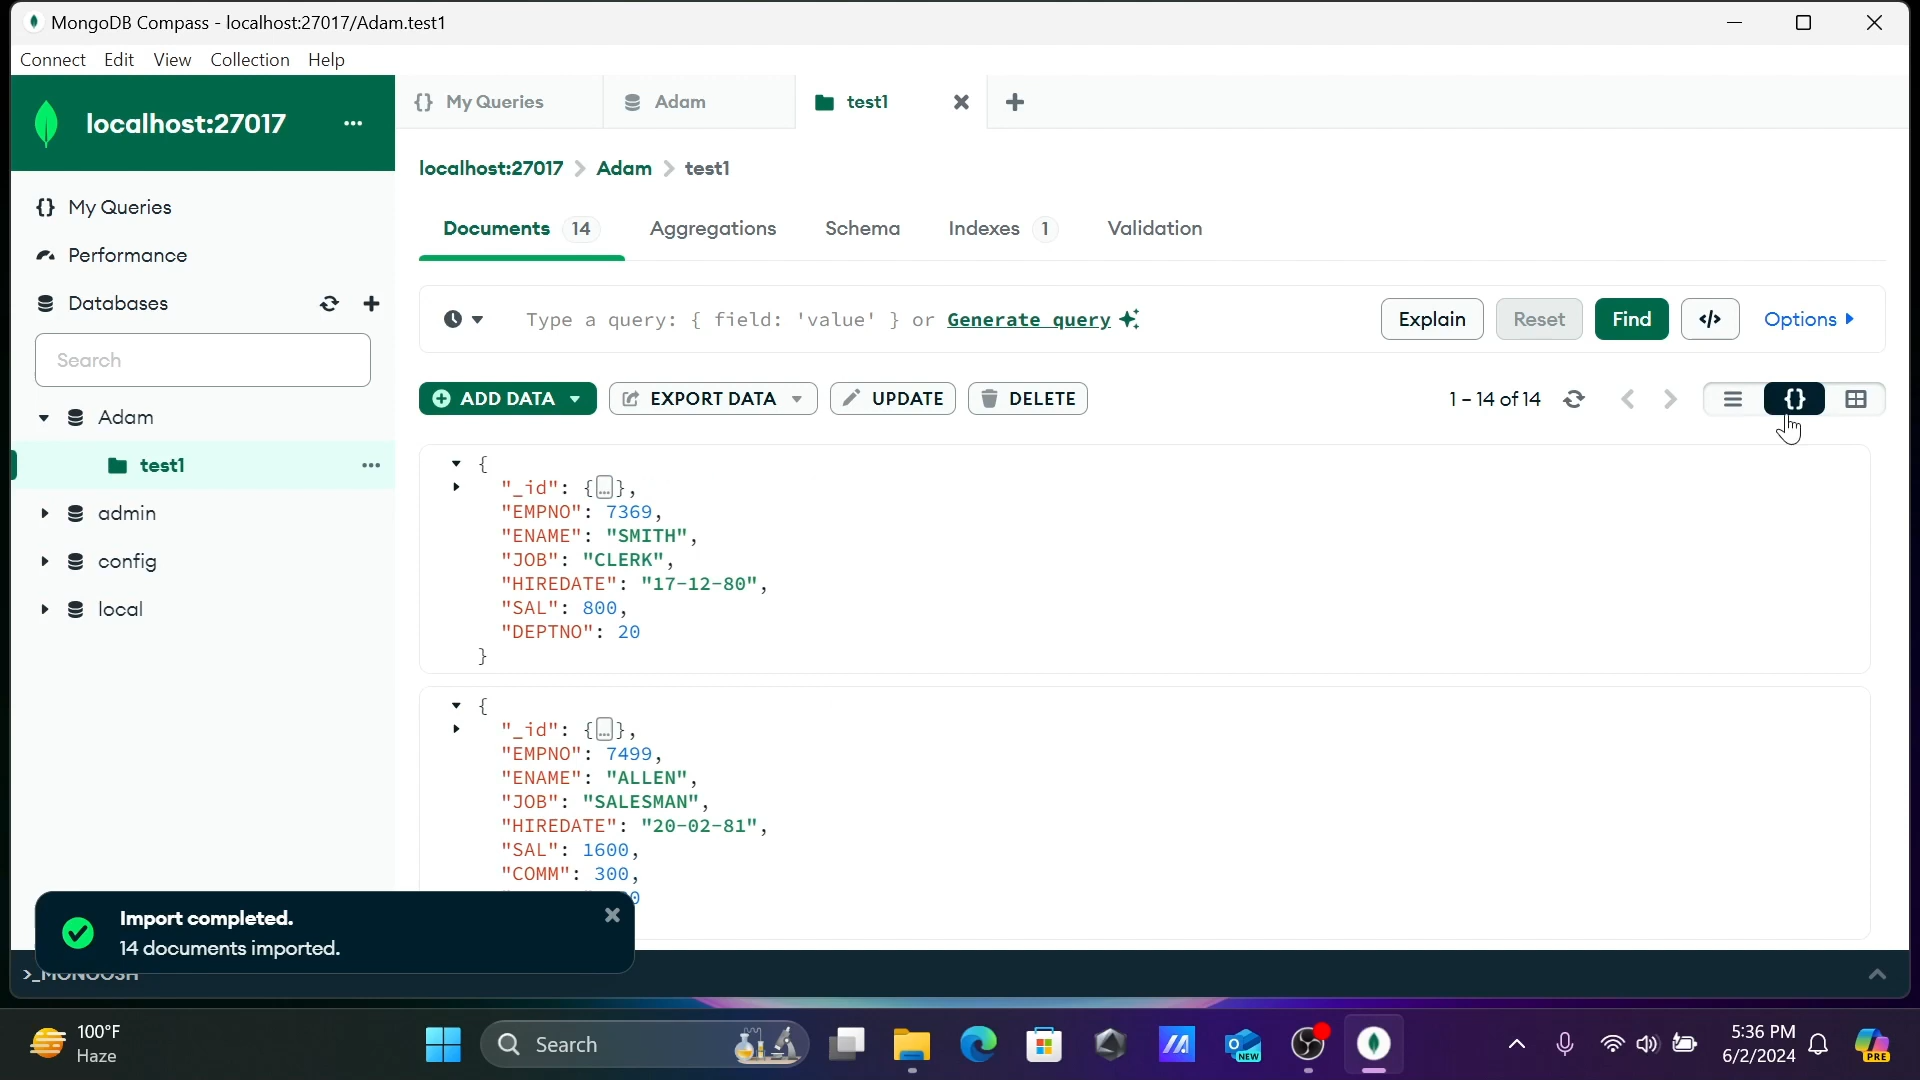 MongoDB Compass - localhost:27017/Adam.test1
Connect Edit View Collection Help
localhost:27017 ...
{} My Queries
Adam
test1
localhost:27017 > Adam > test1
My Queries
Performance
Databases
Search
Adam
test1
admin
config
local
Documents 14 Aggregations Schema Indexes 1 Validation
Type a query: { field: 'value' } or Generate query
Explain Reset Find </> Options
ADD DATA EXPORT DATA UPDATE DELETE 1 – 14 of 14 {}
{
"_id": {…},
"EMPNO": 7369,
"ENAME": "SMITH",
"JOB": "CLERK",
"HIREDATE": "17-12-80",
"SAL": 800,
"DEPTNO": 20
}
{
"_id": {…},
"EMPNO": 7499,
"ENAME": "ALLEN",
"JOB": "SALESMAN",
"HIREDATE": "20-02-81",
"SAL": 1600,
"COMM": 300,
Import completed.
14 documents imported.
>_MONGOSH
100°F
Haze
Search
NEW
PRE
5:36 PM
6/2/2024